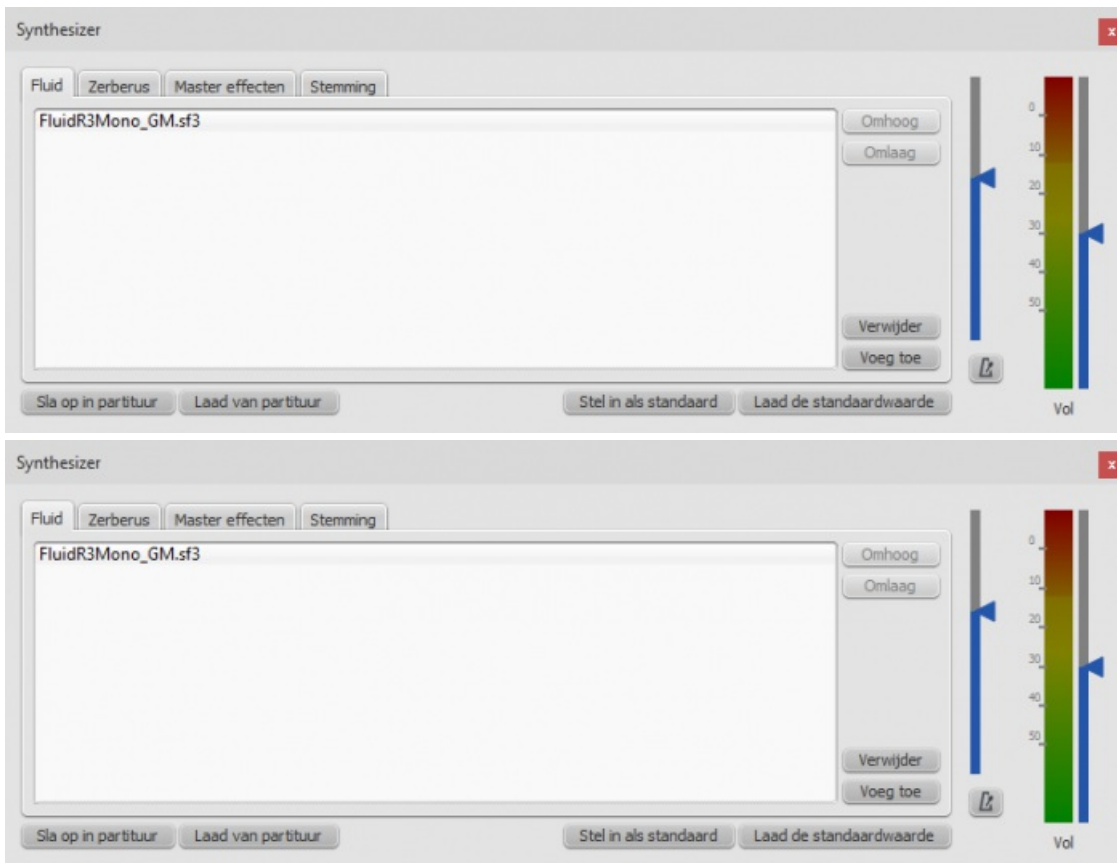 Synthesizer
x
Fluid Zerberus Master effecten Stemming
FluidR3Mono_GM.sf3
Omhoog
Omlaag
Verwijder
Voeg toe
Sla op in partituur Laad van partituur Stel in als standaard Laad de standaardwaarde
0
10
20
30
40
50
Vol
Synthesizer
x
Fluid Zerberus Master effecten Stemming
FluidR3Mono_GM.sf3
Omhoog
Omlaag
Verwijder
Voeg toe
Sla op in partituur Laad van partituur Stel in als standaard Laad de standaardwaarde
0
10
20
30
40
50
Vol